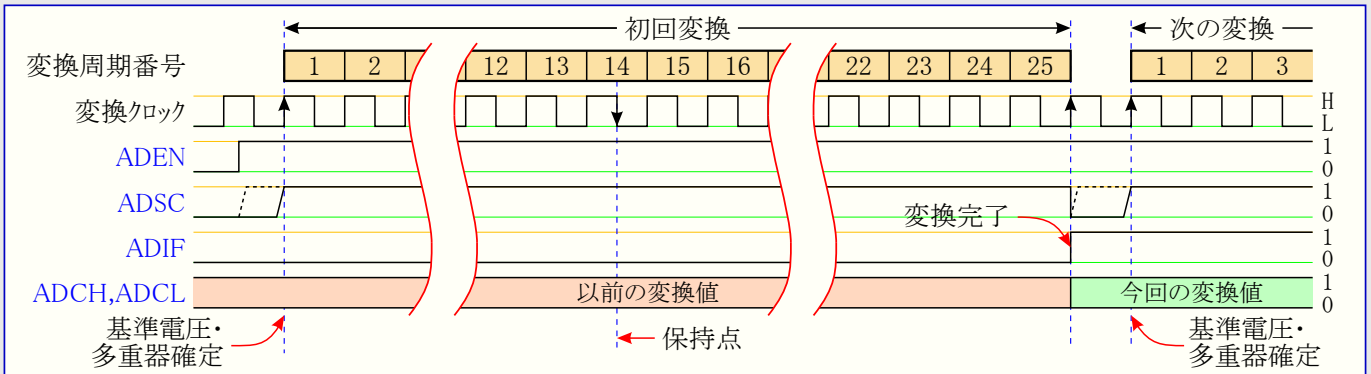 初回変換 次の変換
変換周期番号 1 2 12 13 14 15 16 22 23 24 25 1 2 3
変換クロック H L
ADEN 1 0
ADSC 1 0
変換完了
ADIF 1 0
ADCH,ADCL 以前の変換値 今回の変換値 1 0
基準電圧・
多重器確定
保持点
基準電圧・
多重器確定